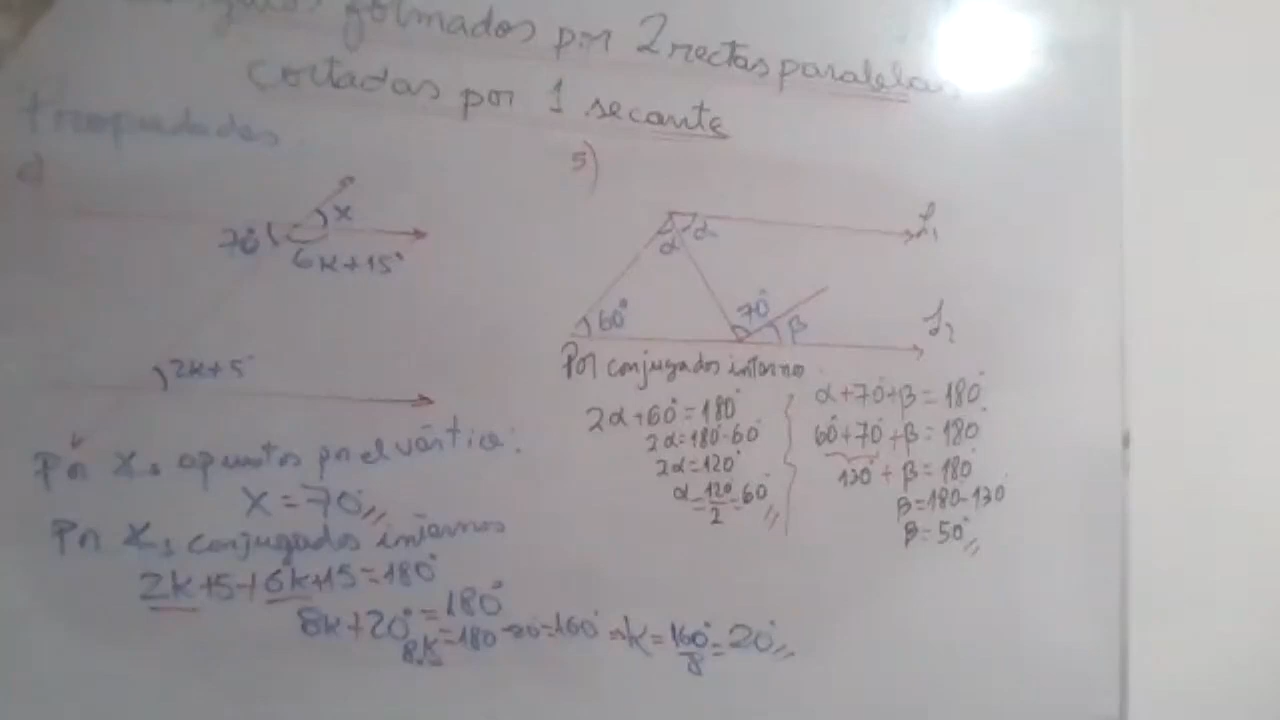 formados por 2 rectas paralelas
cortadas por 1 secante
Propiedades
x
70°
6k+15°
2k+5°
Por Xs opuestos por el vértice:
X=70°
Por Xs conjugados internos
2k+5+6k+15=180°
8k+20°=180°
8k=180-20=160° ⇒k=160°/8=20°
5)
α
α
L1
60°
70°
β
L2
Por conjugados interno
2α+60°=180°
2α=180°-60°
2α=120°
α=120°/2=60°
α+70°+β=180°
60°+70°+β=180
130°+β=180°
β=180-130
β=50°